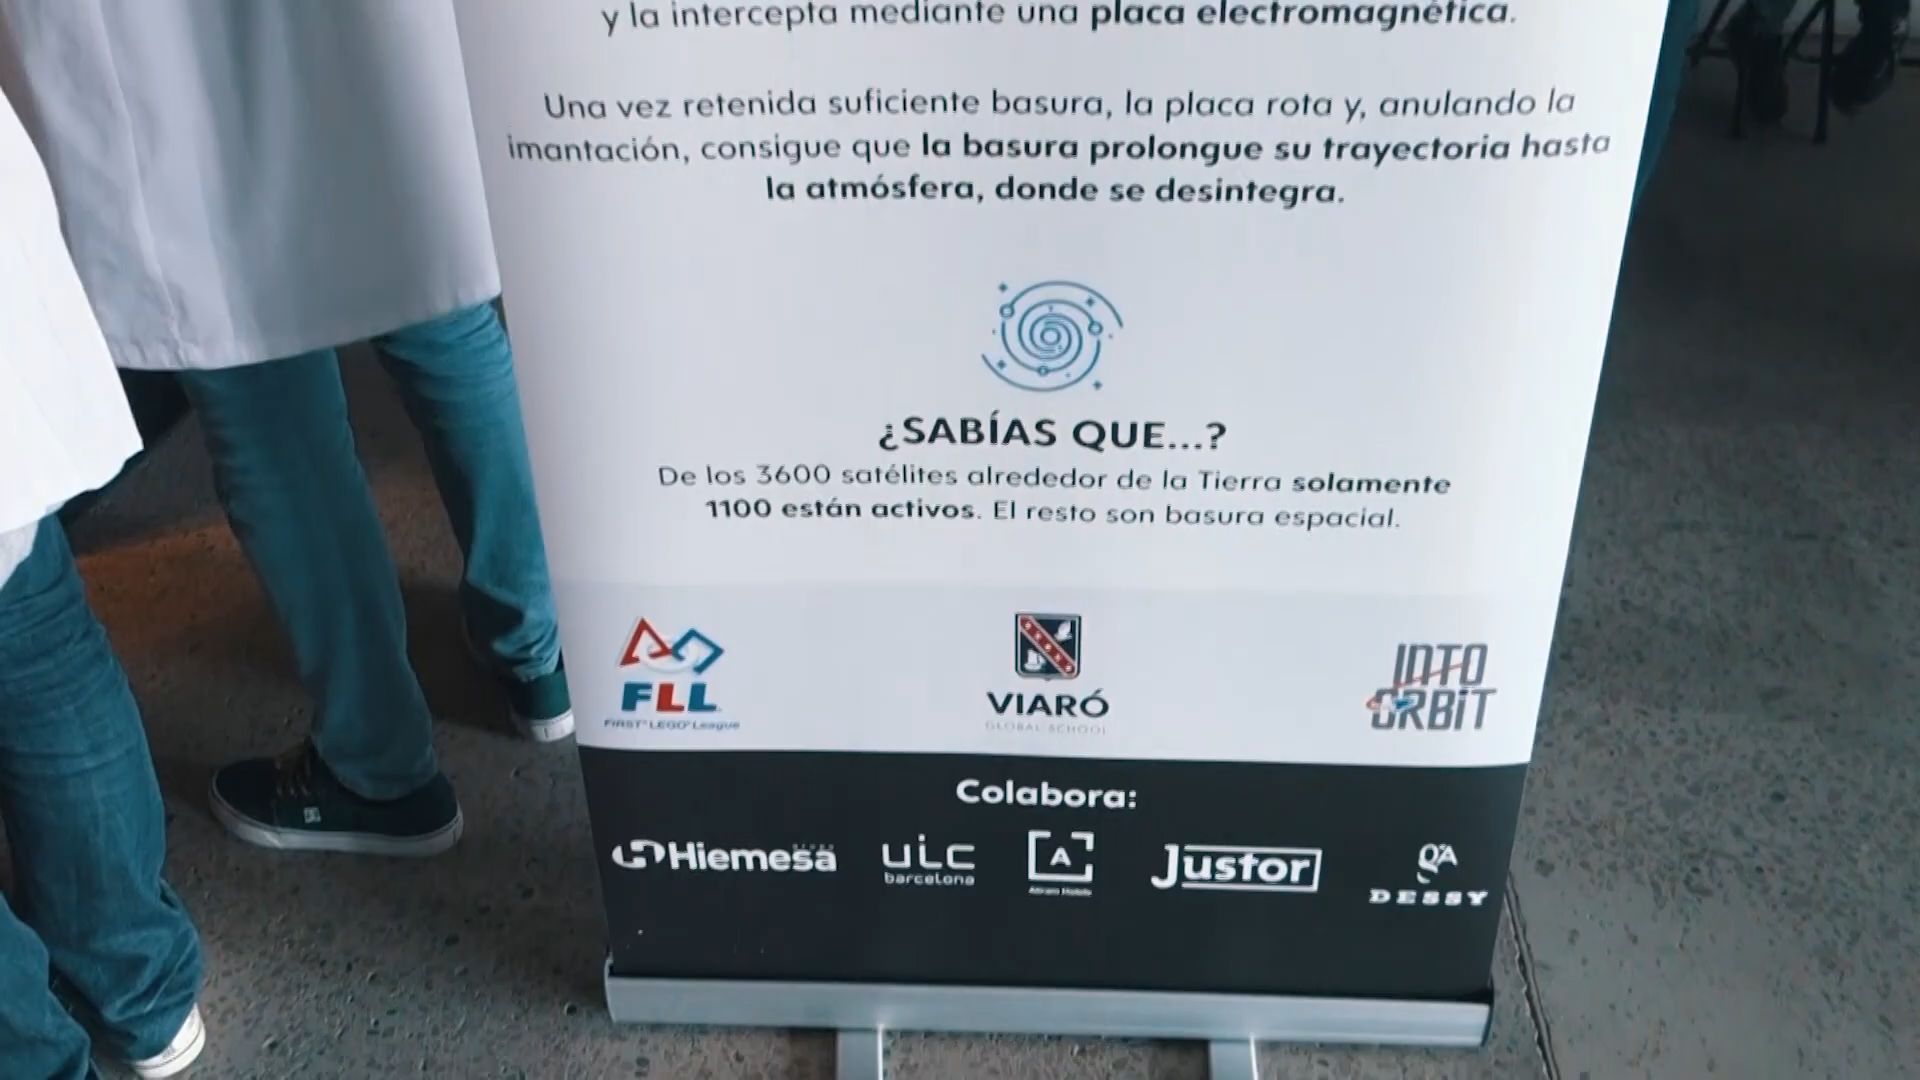 y la intercepta mediante una placa electromagnética.
Una vez retenida suficiente basura, la placa rota y, anulando la
imantación, consigue que la basura prolongue su trayectoria hasta
la atmósfera, donde se desintegra.
¿SABÍAS QUE...?
De los 3600 satélites alrededor de la Tierra solamente
1100 están activos. El resto son basura espacial.
FLL
FIRST LEGO League
VIARÓ
GLOBAL SCHOOL
INTO
ORBiT
Colabora:
Hiemesa
uic
barcelona
A
Justor
DESSY